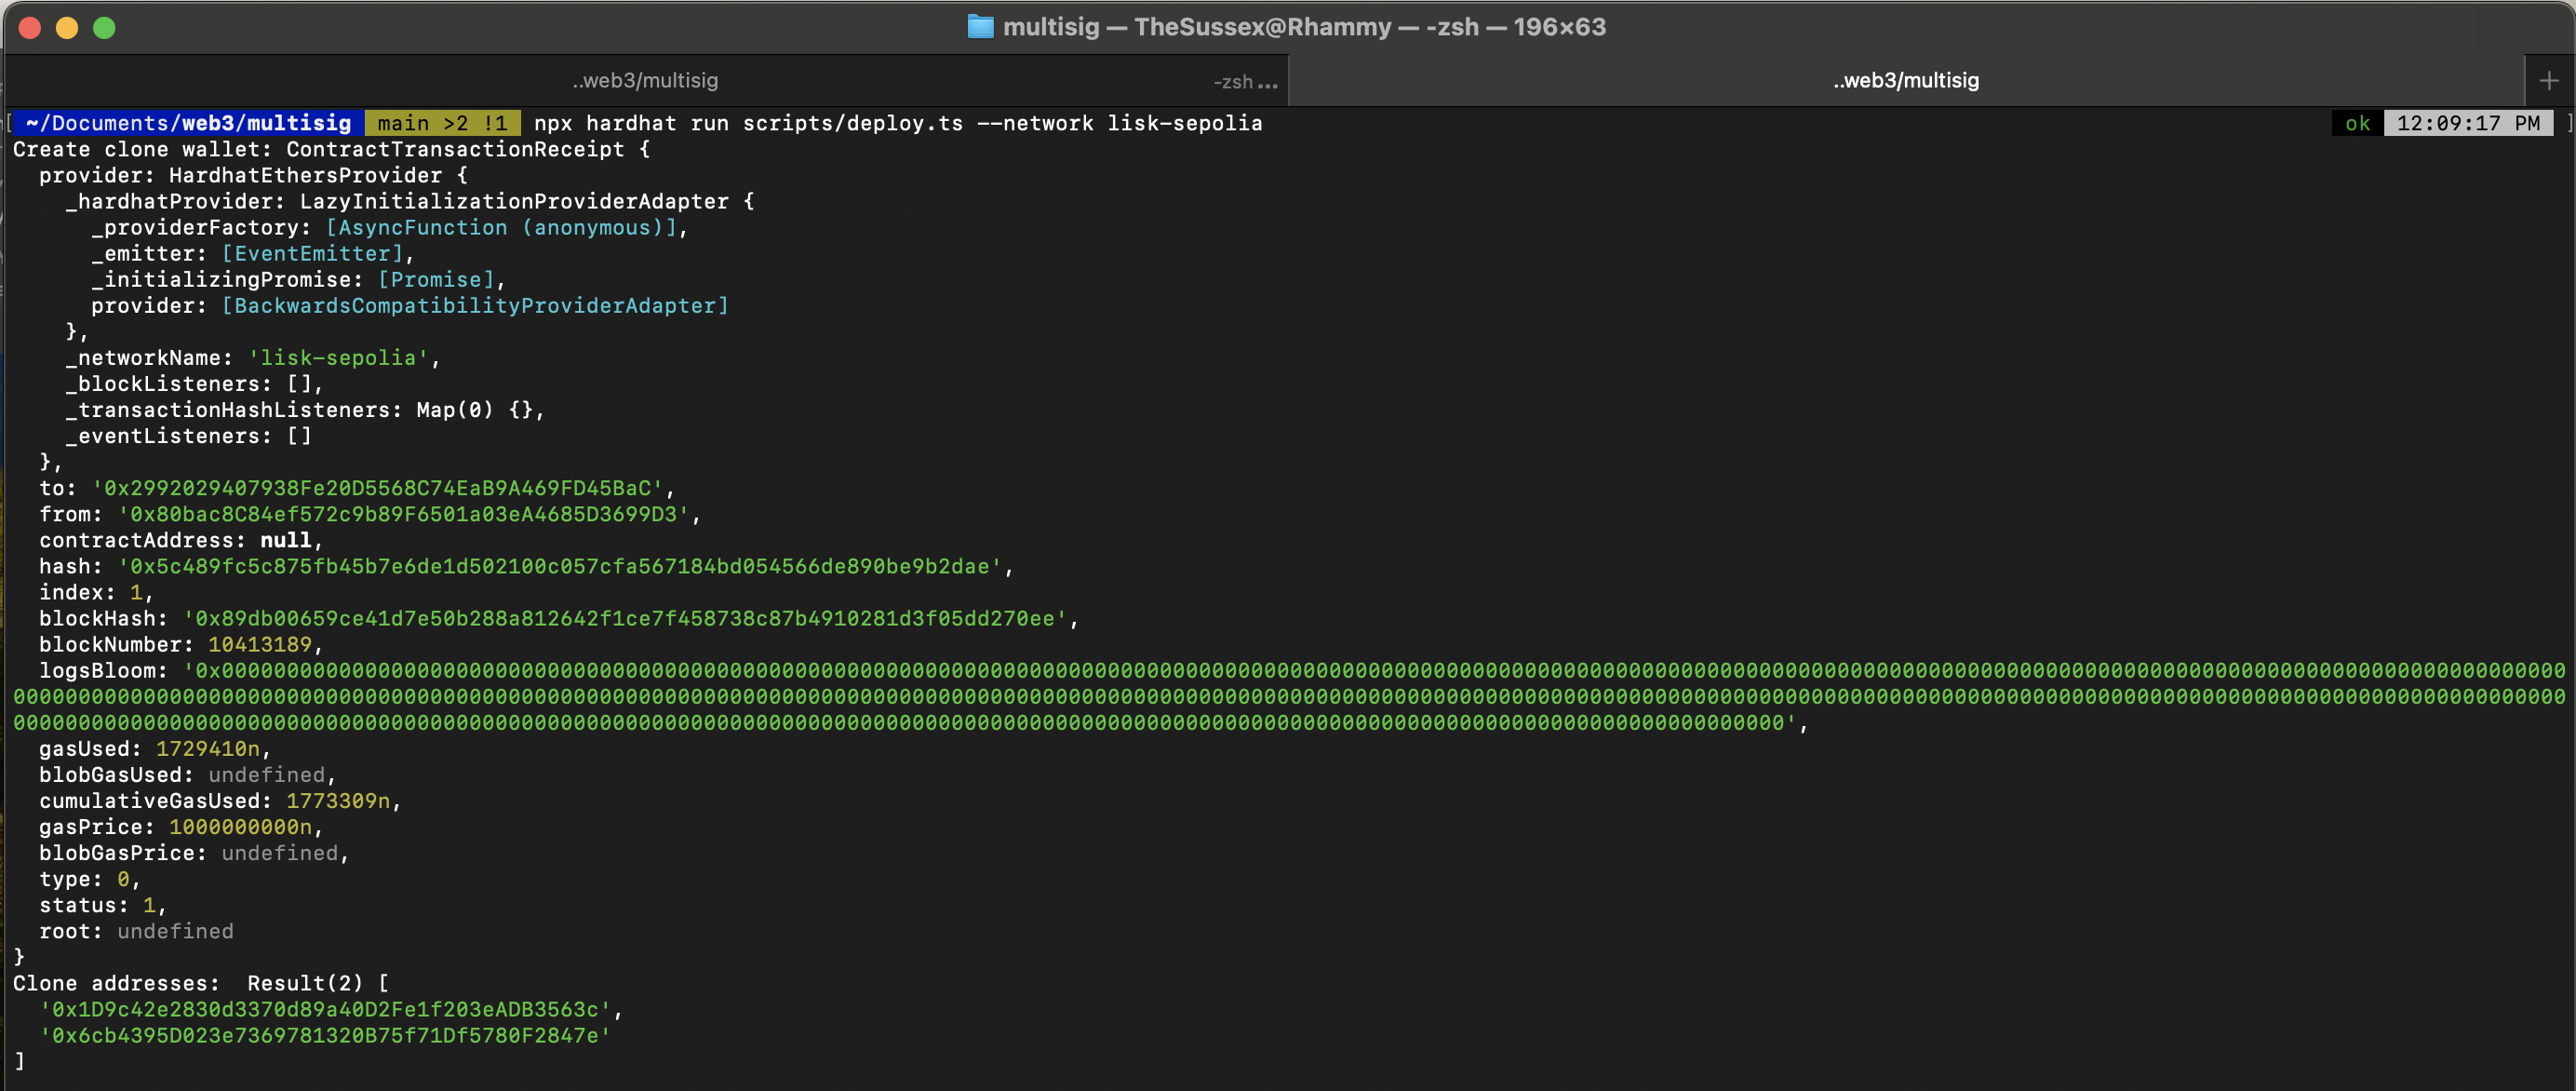 multisig — TheSussex@Rhammy — -zsh — 196×63
..web3/multisig -zsh ... ..web3/multisig +
[ ~/Documents/web3/multisig main >2 !1 npx hardhat run scripts/deploy.ts --network lisk-sepolia ok 12:09:17 PM ]
Create clone wallet: ContractTransactionReceipt {
provider: HardhatEthersProvider {
_hardhatProvider: LazyInitializationProviderAdapter {
_providerFactory: [AsyncFunction (anonymous)],
_emitter: [EventEmitter],
_initializingPromise: [Promise],
provider: [BackwardsCompatibilityProviderAdapter]
},
_networkName: 'lisk-sepolia',
_blockListeners: [],
_transactionHashListeners: Map(0) {},
_eventListeners: []
},
to: '0x2992029407938Fe20D5568C74EaB9A469FD45BaC',
from: '0x80bac8C84ef572c9b89F6501a03eA4685D3699D3',
contractAddress: null,
hash: '0x5c489fc5c875fb45b7e6de1d502100c057cfa567184bd054566de890be9b2dae',
index: 1,
blockHash: '0x89db00659ce41d7e50b288a812642f1ce7f458738c87b4910281d3f05dd270ee',
blockNumber: 10413189,
logsBloom: '0x00000000000000000000000000000000000000000000000000000000000000000000000000000000000000000000000000000000000000000000000000000000000000000000000000000000000000000000000000000000000000
0000000000000000000000000000000000000000000000000000000000000000000000000000000000000000000000000000000000000000000000000000000000000000000000000000000000000000000000000000000000000000000000000000
0000000000000000000000000000000000000000000000000000000000000000000000000000000000000000000000000000000000000000000000000000000000000000',
gasUsed: 1729410n,
blobGasUsed: undefined,
cumulativeGasUsed: 1773309n,
gasPrice: 1000000000n,
blobGasPrice: undefined,
type: 0,
status: 1,
root: undefined
}
Clone addresses: Result(2) [
'0x1D9c42e2830d3370d89a40D2Fe1f203eADB3563c',
'0x6cb4395D023e7369781320B75f71Df5780F2847e'
]